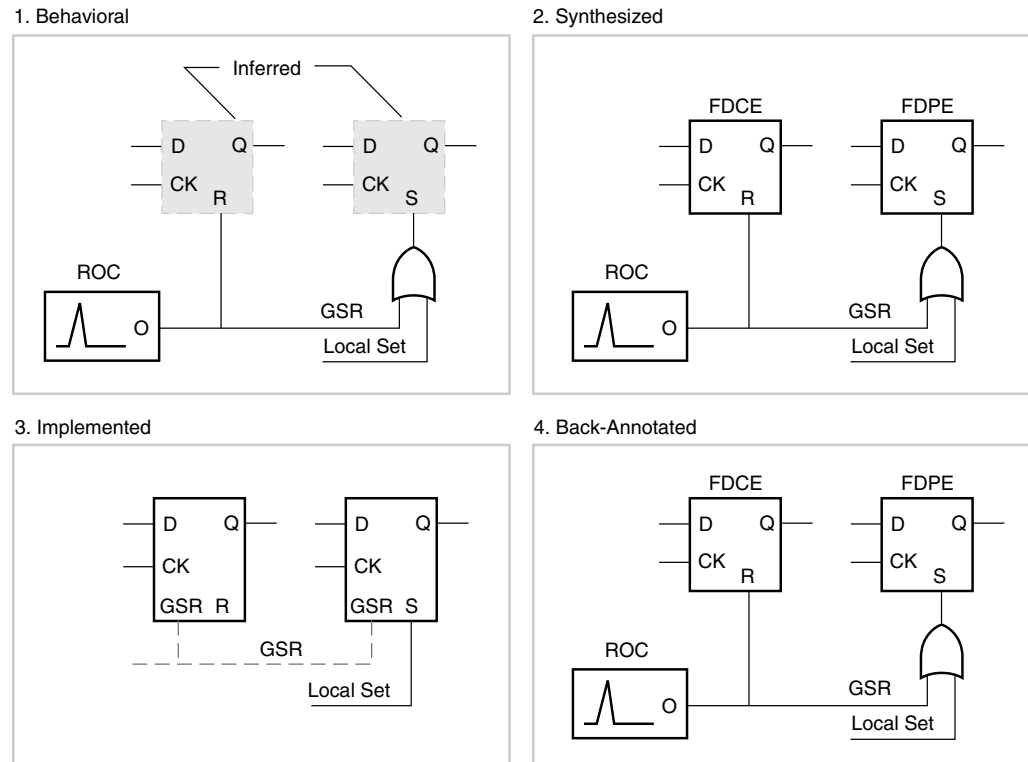 1. Behavioral
Inferred
D Q
CK
R
D Q
CK
S
ROC
O
GSR
Local Set
2. Synthesized
FDCE
D Q
CK
R
FDPE
D Q
CK
S
ROC
O
GSR
Local Set
3. Implemented
D Q
CK
GSR R
D Q
CK
GSR S
GSR
Local Set
4. Back-Annotated
FDCE
D Q
CK
R
FDPE
D Q
CK
S
ROC
O
GSR
Local Set